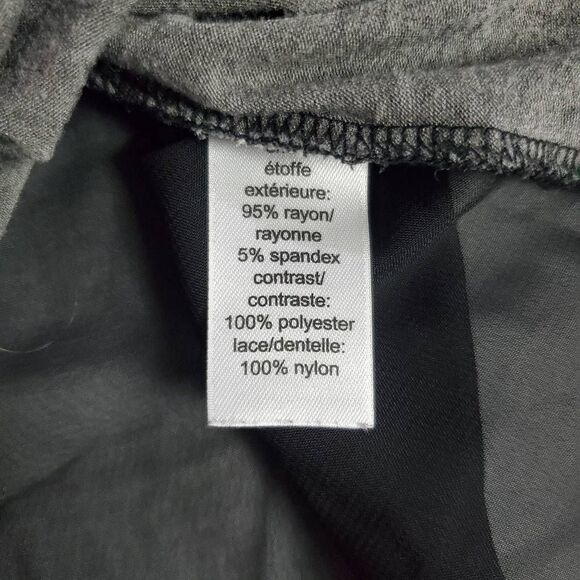 étoffe
extérieure:
95% rayon/
rayonne
5% spandex
contrast/
contraste:
100% polyester
lace/dentelle:
100% nylon